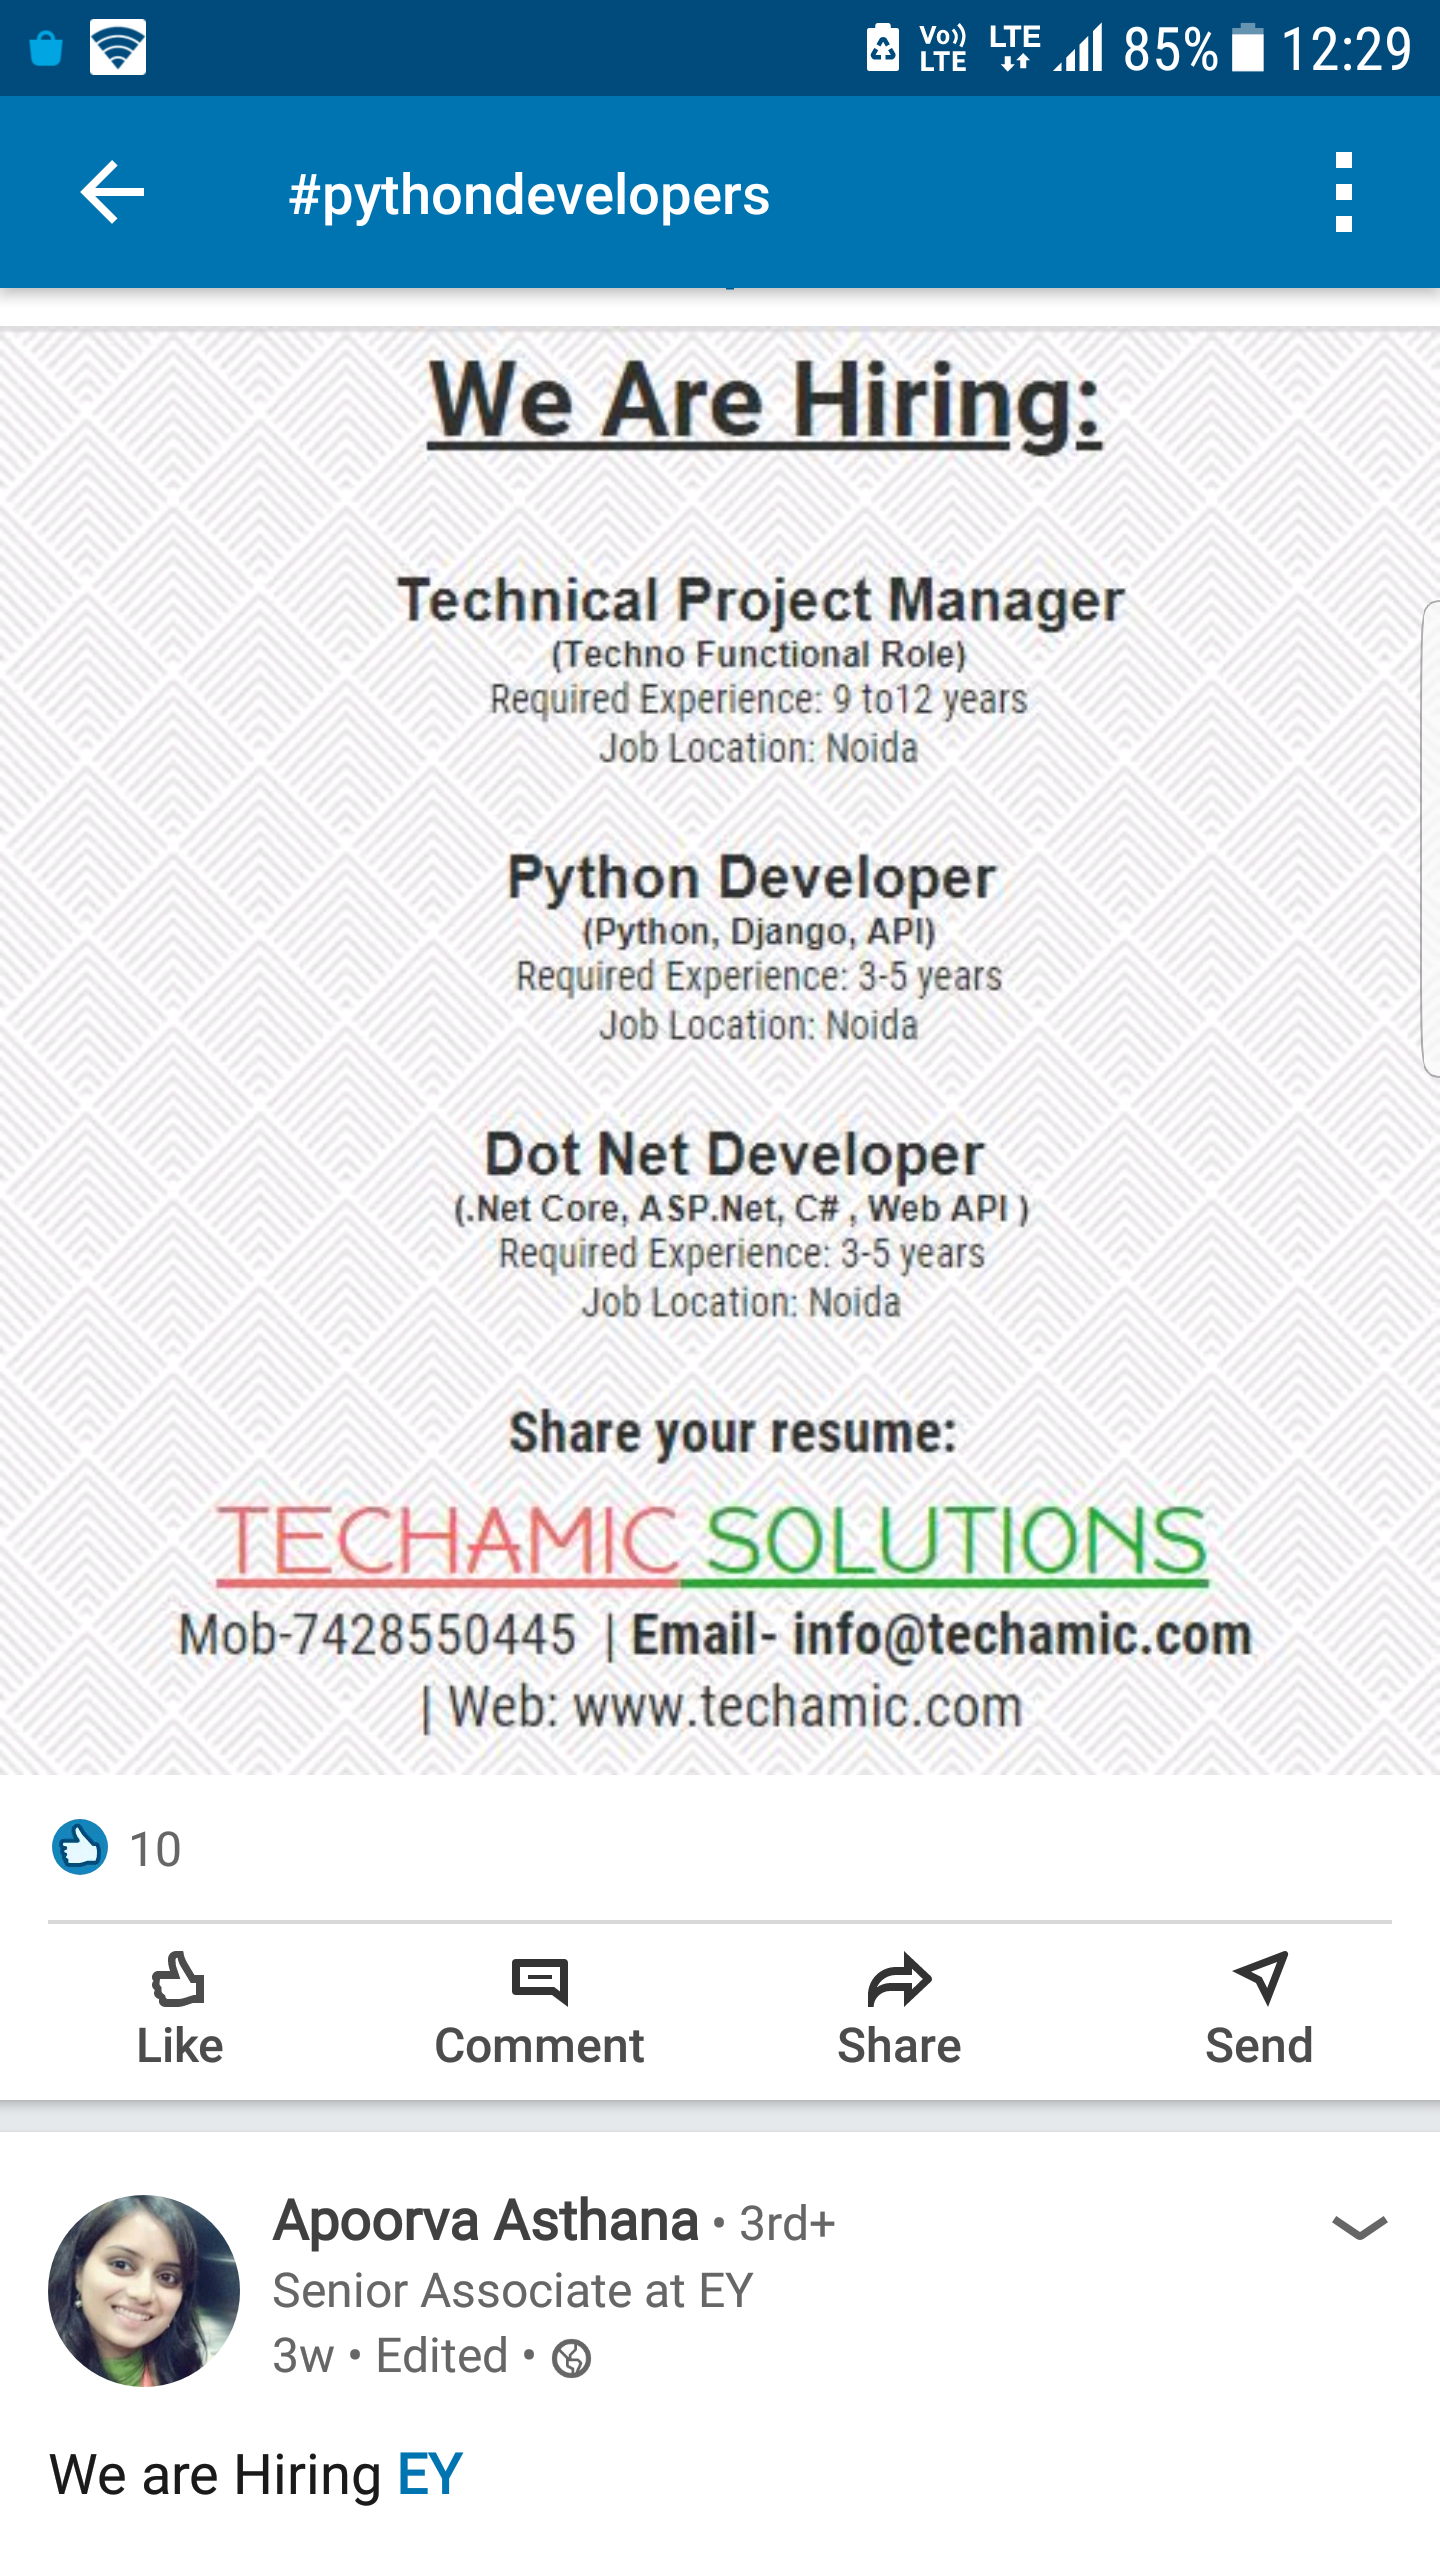 Vo)) LTE LTE 85% 12:29
#pythondevelopers
We Are Hiring:
Technical Project Manager
(Techno Functional Role)
Required Experience: 9 to12 years
Job Location: Noida
Python Developer
(Python, Django, API)
Required Experience: 3-5 years
Job Location: Noida
Dot Net Developer
(.Net Core, ASP.Net, C# , Web API )
Required Experience: 3-5 years
Job Location: Noida
Share your resume:
TECHAMIC SOLUTIONS
Mob-7428550445 | Email- info@techamic.com
| Web: www.techamic.com
10
Like Comment Share Send
Apoorva Asthana • 3rd+
Senior Associate at EY
3w • Edited •
We are Hiring EY